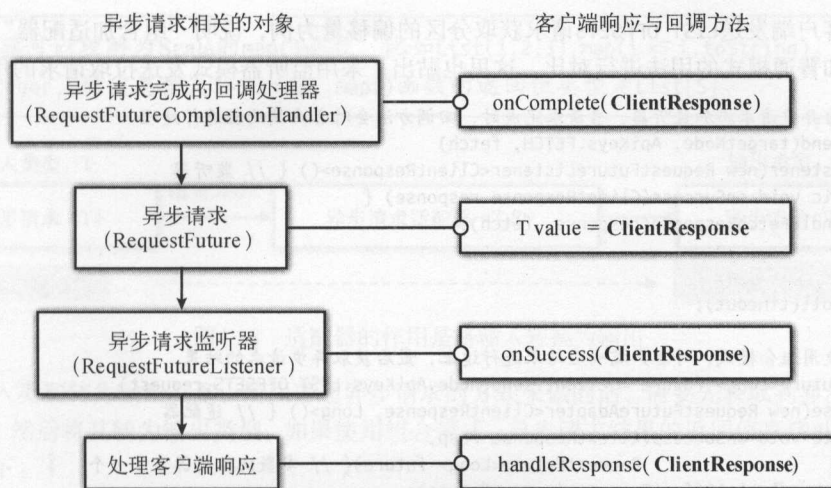 异步请求相关的对象
客户端响应与回调方法
异步请求完成的回调处理器
(RequestFutureCompletionHandler)
onComplete(ClientResponse)
异步请求
(RequestFuture)
T value = ClientResponse
异步请求监听器
(RequestFutureListener)
onSuccess(ClientResponse)
处理客户端响应
handleResponse(ClientResponse)